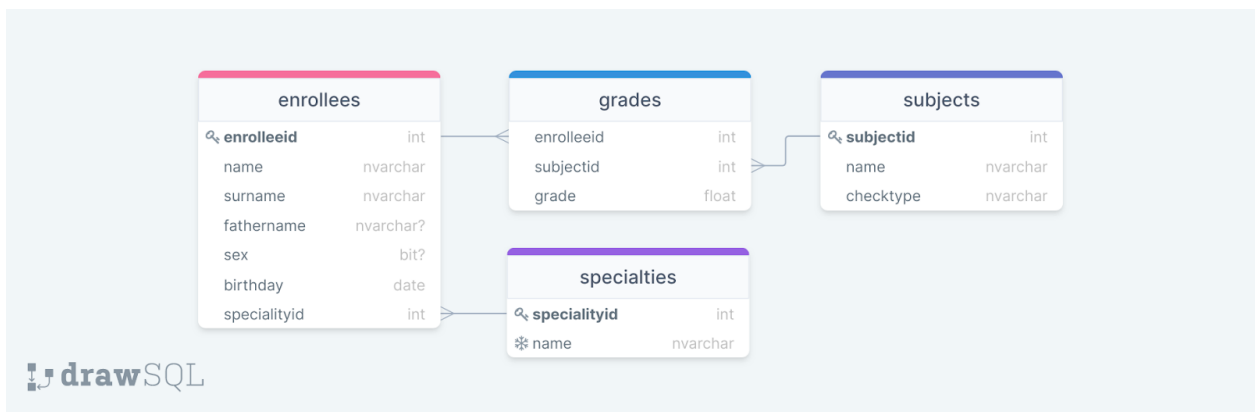 enrollees
enrolleeid int
name nvarchar
surname nvarchar
fathername nvarchar?
sex bit?
birthday date
specialityid int
grades
enrolleeid int
subjectid int
grade float
subjects
subjectid int
name nvarchar
checktype nvarchar
specialties
specialityid int
name nvarchar
drawSQL